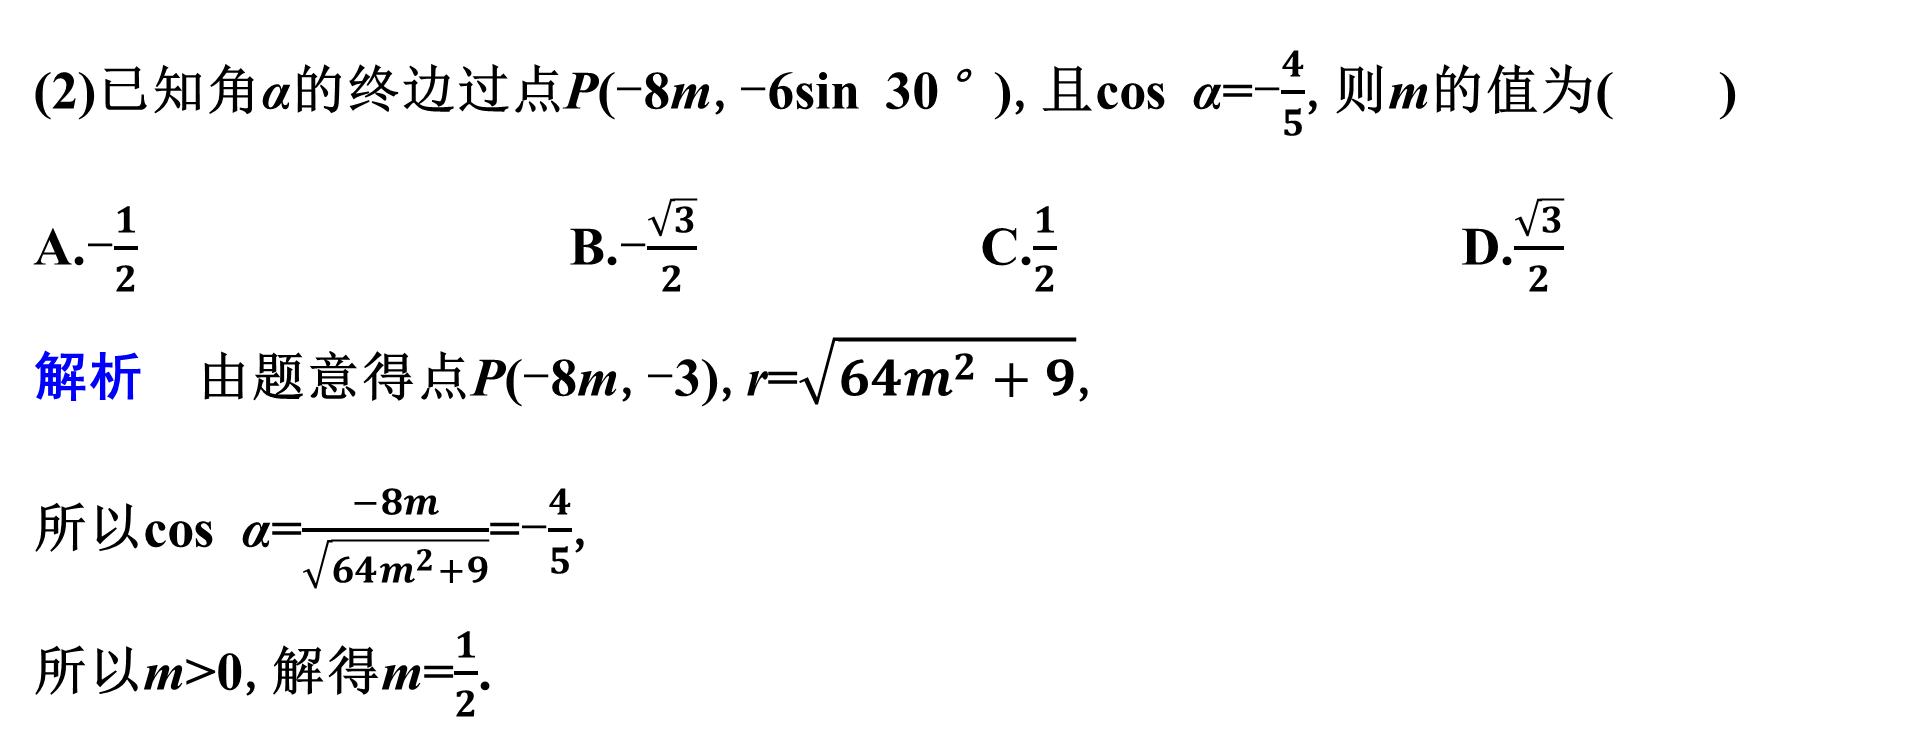 (2)已知角α的终边过点P(−8m, −6sin 30°), 且cos α=−4/5, 则m的值为(  )
A.−1/2 B.−√3/2 C.1/2 D.√3/2
解析 由题意得点P(−8m, −3), r=√(64m²+9),
所以cos α=−8m/√(64m²+9)=−4/5,
所以m>0, 解得m=1/2.